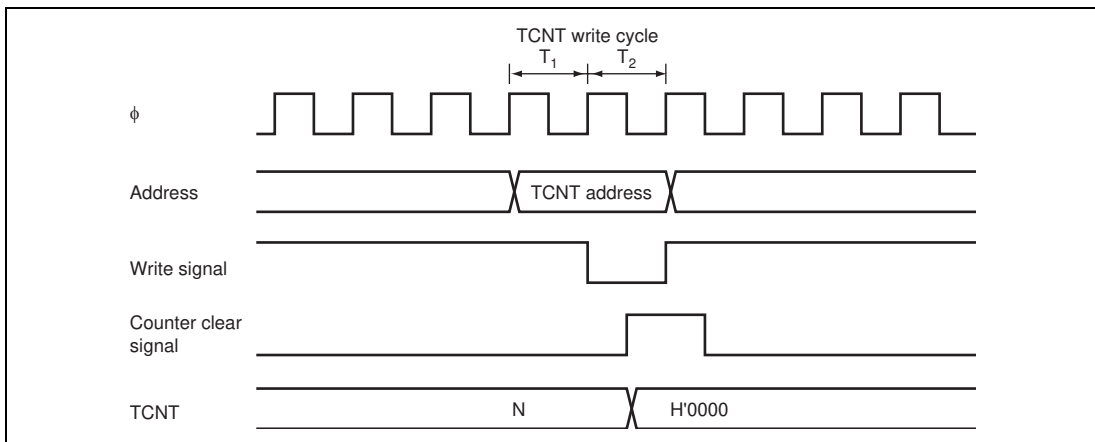 TCNT write cycle
T1 T2
ϕ
Address
TCNT address
Write signal
Counter clear
signal
TCNT
N
H'0000